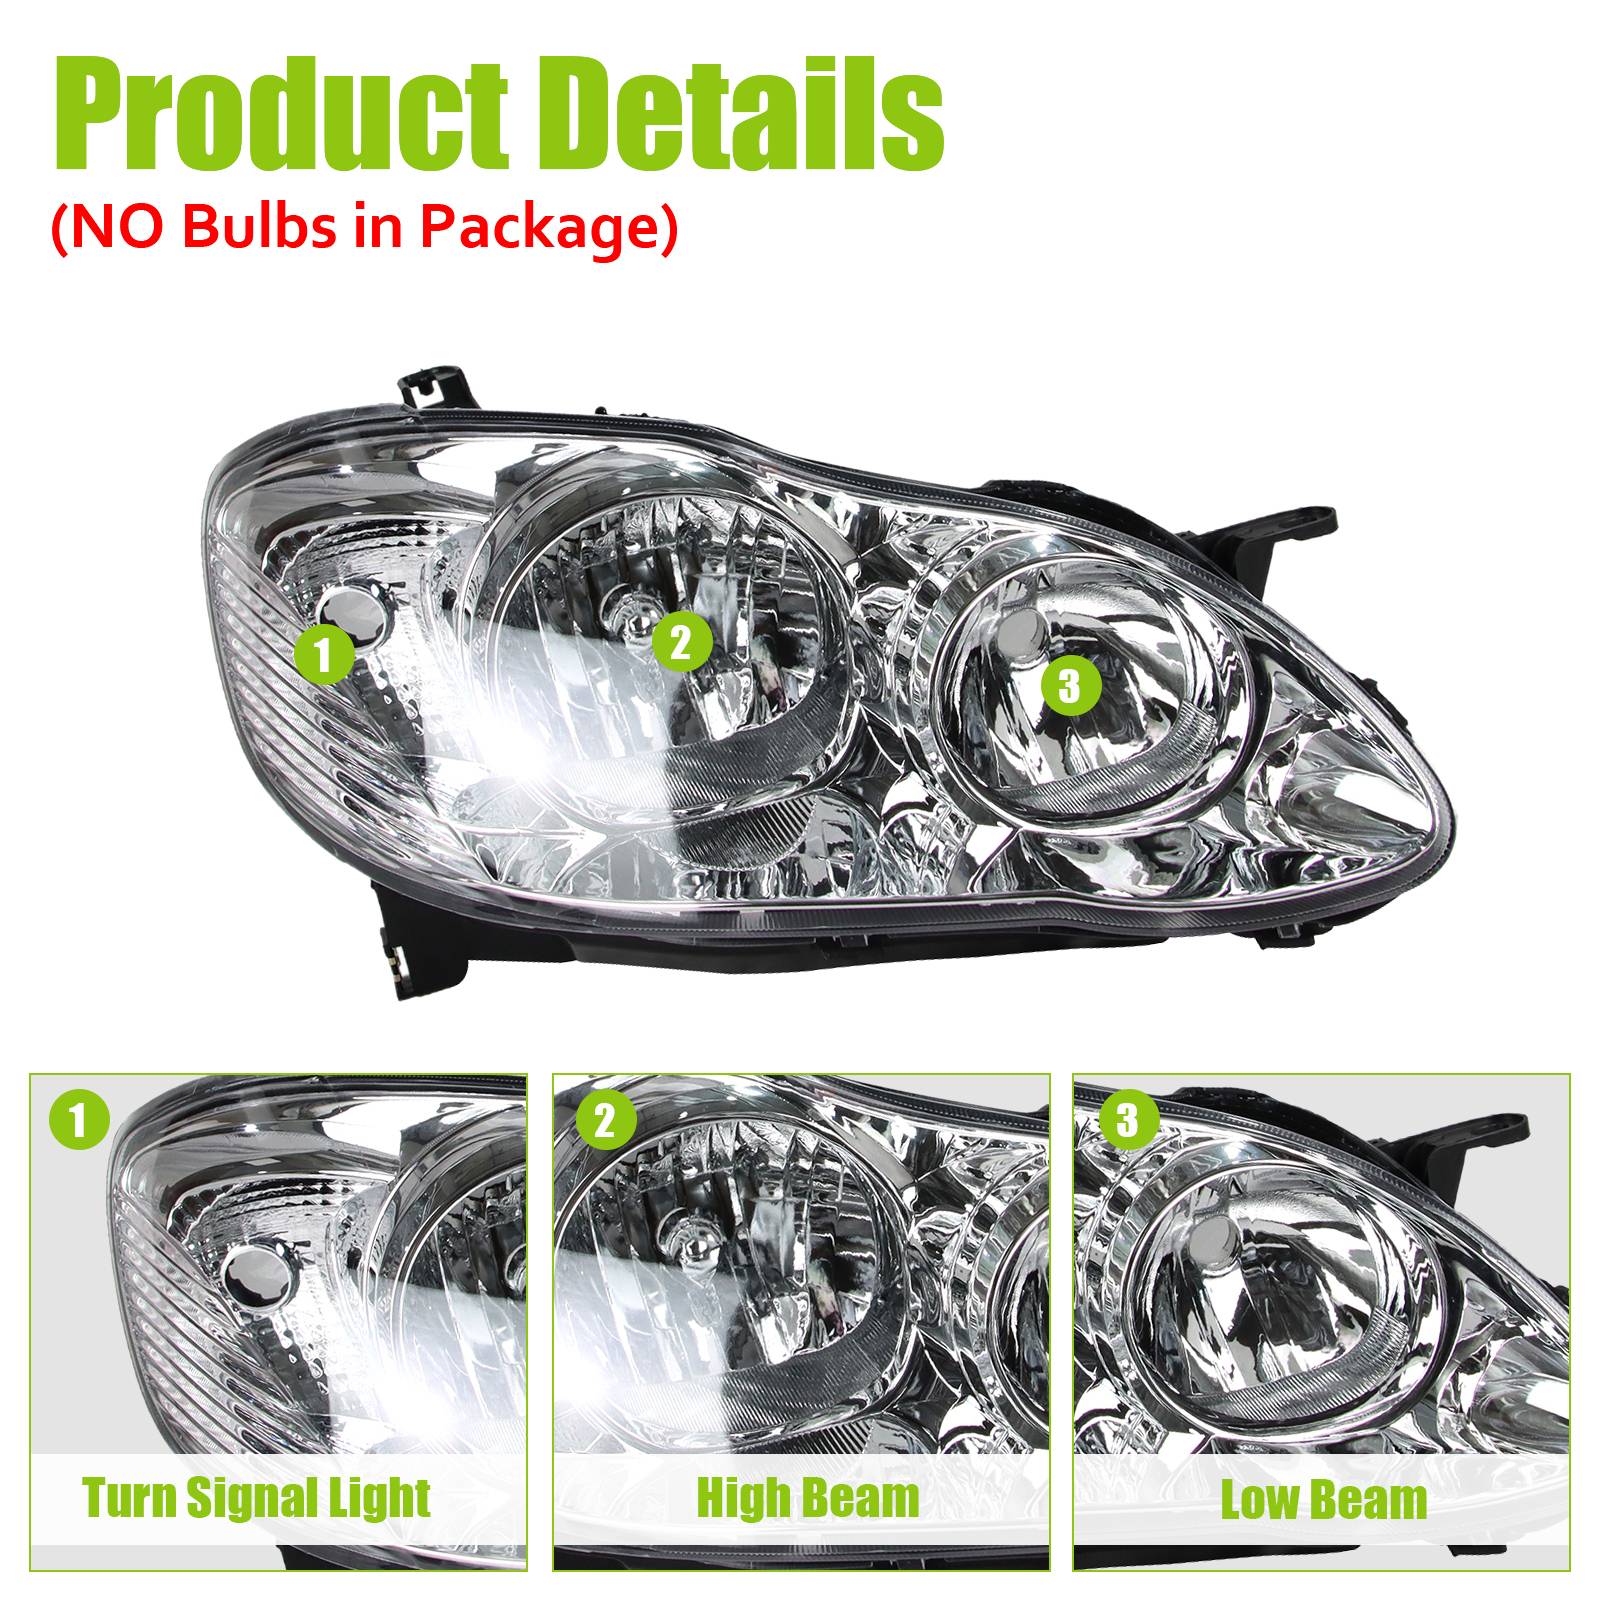 Product Details
(NO Bulbs in Package)
1
2
3
1
2
3
Turn Signal Light
High Beam
Low Beam